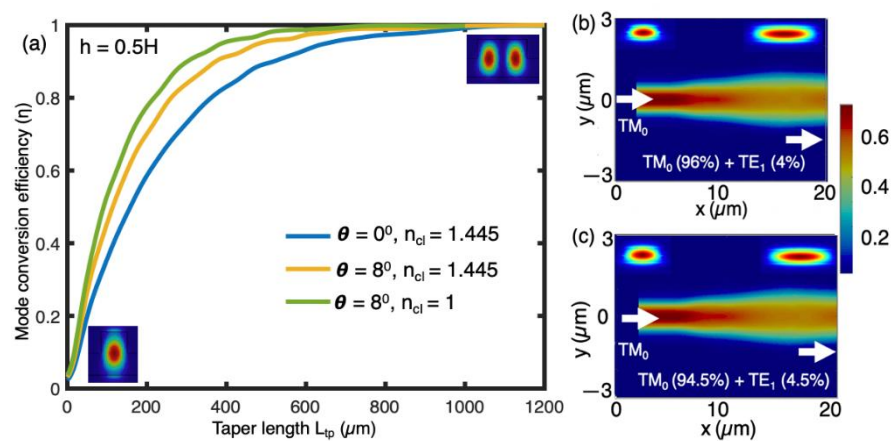 (a)
h = 0.5H
Mode conversion efficiency (η)
1
0.8
0.6
0.4
0.2
0
θ = 0⁰, n_cl = 1.445
θ = 8⁰, n_cl = 1.445
θ = 8⁰, n_cl = 1
0 200 400 600 800 1000 1200
Taper length L_tp (µm)
(b)
3
0
—3
y (µm)
TM₀
TM₀ (96%) + TE₁ (4%)
0 10 20
x (µm)
(c)
3
0
—3
y (µm)
TM₀
TM₀ (94.5%) + TE₁ (4.5%)
0 10 20
x (µm)
0.6
0.4
0.2